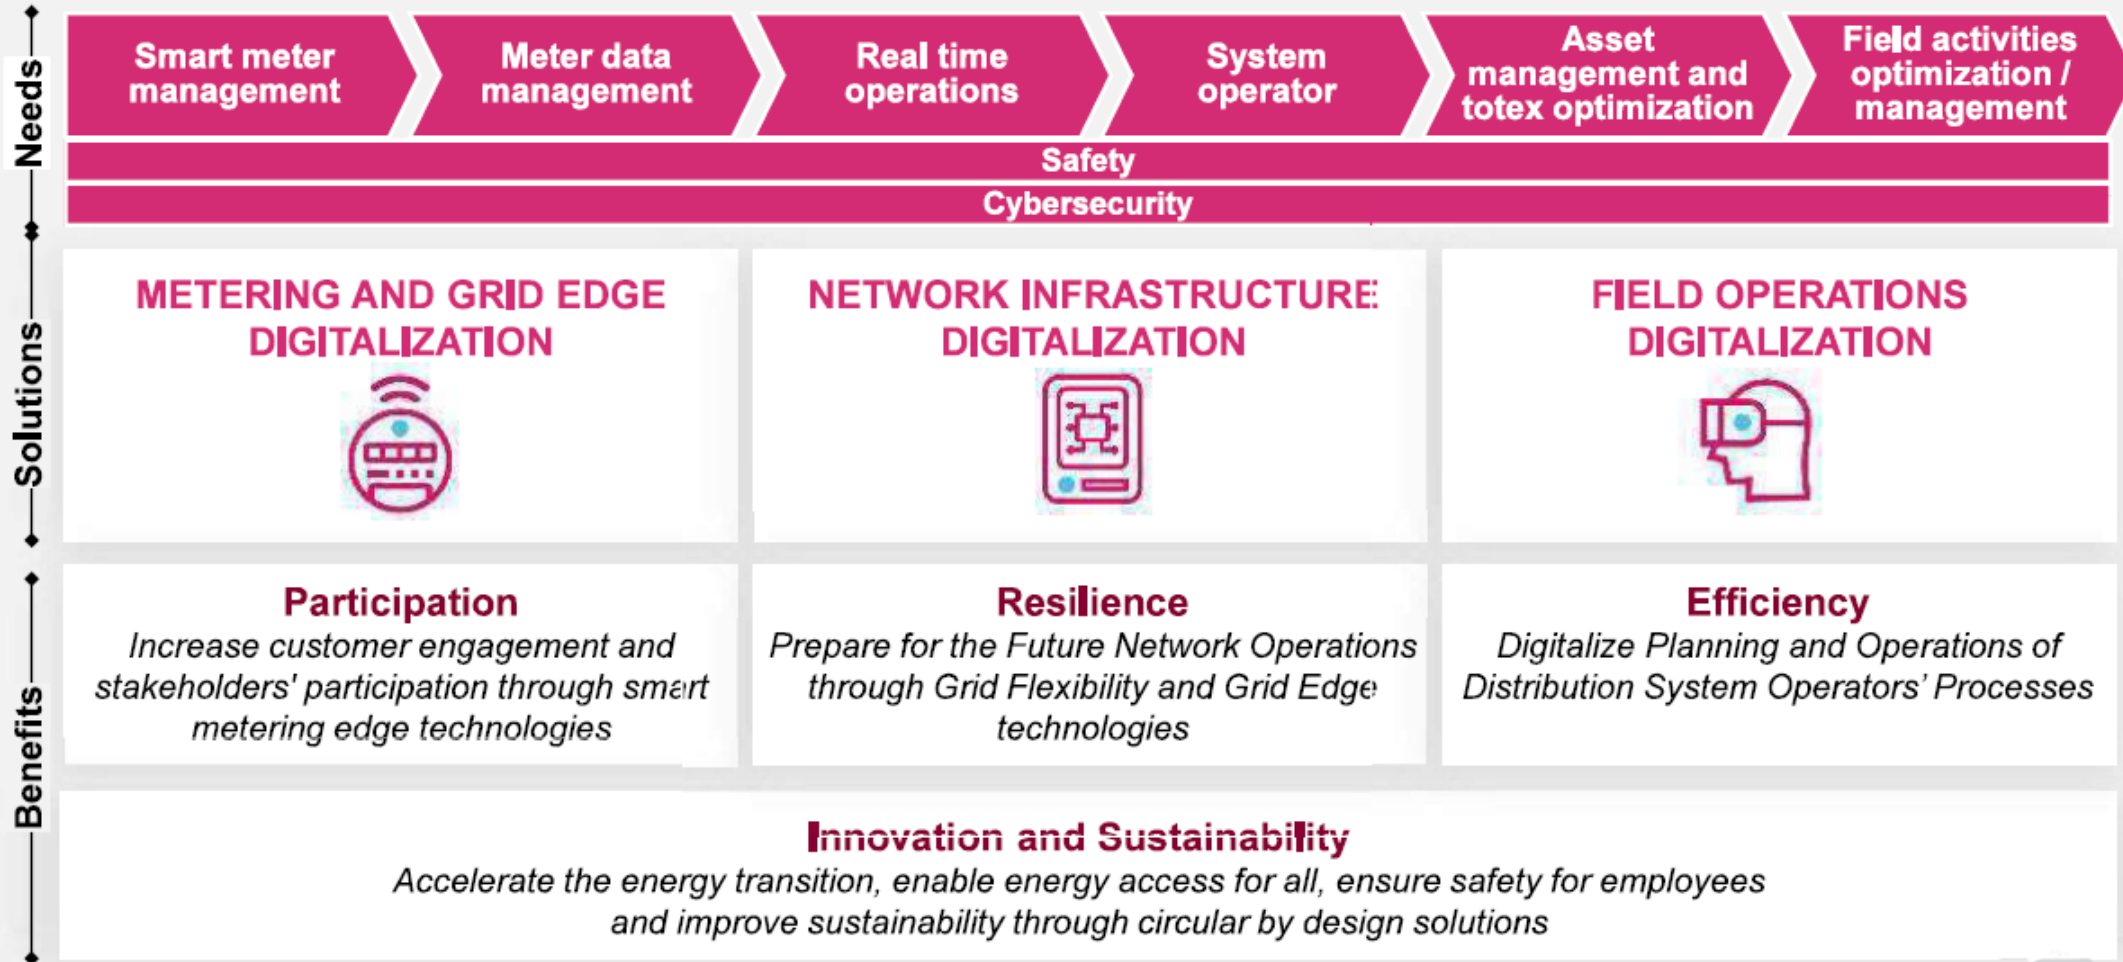 Needs
Smart meter
management
Meter data
management
Real time
operations
System
operator
Asset
management and
totex optimization
Field activities
optimization /
management
Safety
Cybersecurity
Solutions
METERING AND GRID EDGE
DIGITALIZATION
NETWORK INFRASTRUCTURE
DIGITALIZATION
FIELD OPERATIONS
DIGITALIZATION
Benefits
Participation
Increase customer engagement and
stakeholders' participation through smart
metering edge technologies
Resilience
Prepare for the Future Network Operations
through Grid Flexibility and Grid Edge
technologies
Efficiency
Digitalize Planning and Operations of
Distribution System Operators’ Processes
Innovation and Sustainability
Accelerate the energy transition, enable energy access for all, ensure safety for employees
and improve sustainability through circular by design solutions